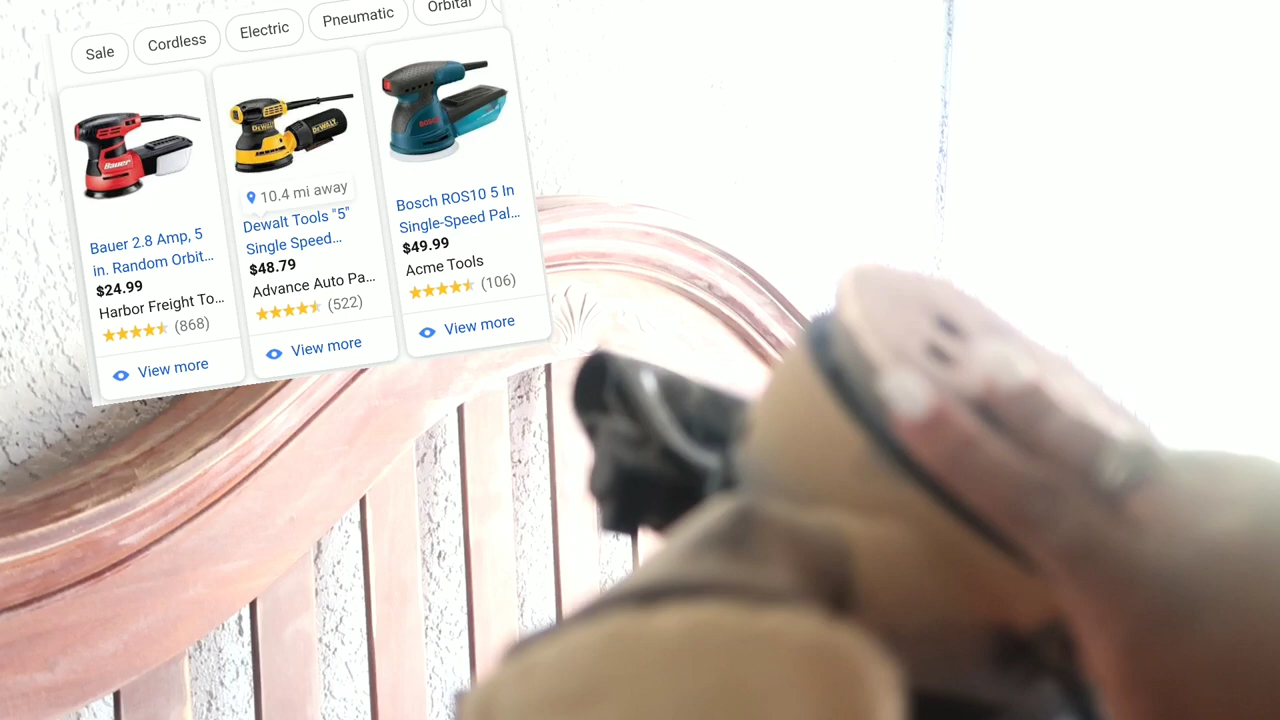 Sale
Cordless
Electric
Pneumatic
Orbital
Bauer
DEWALT
BOSCH
10.4 mi away
Bauer 2.8 Amp, 5
in. Random Orbit...
$24.99
Harbor Freight To...
(868)
View more
Dewalt Tools "5"
Single Speed...
$48.79
Advance Auto Pa...
(522)
View more
Bosch ROS10 5 In
Single-Speed Pal...
$49.99
Acme Tools
(106)
View more